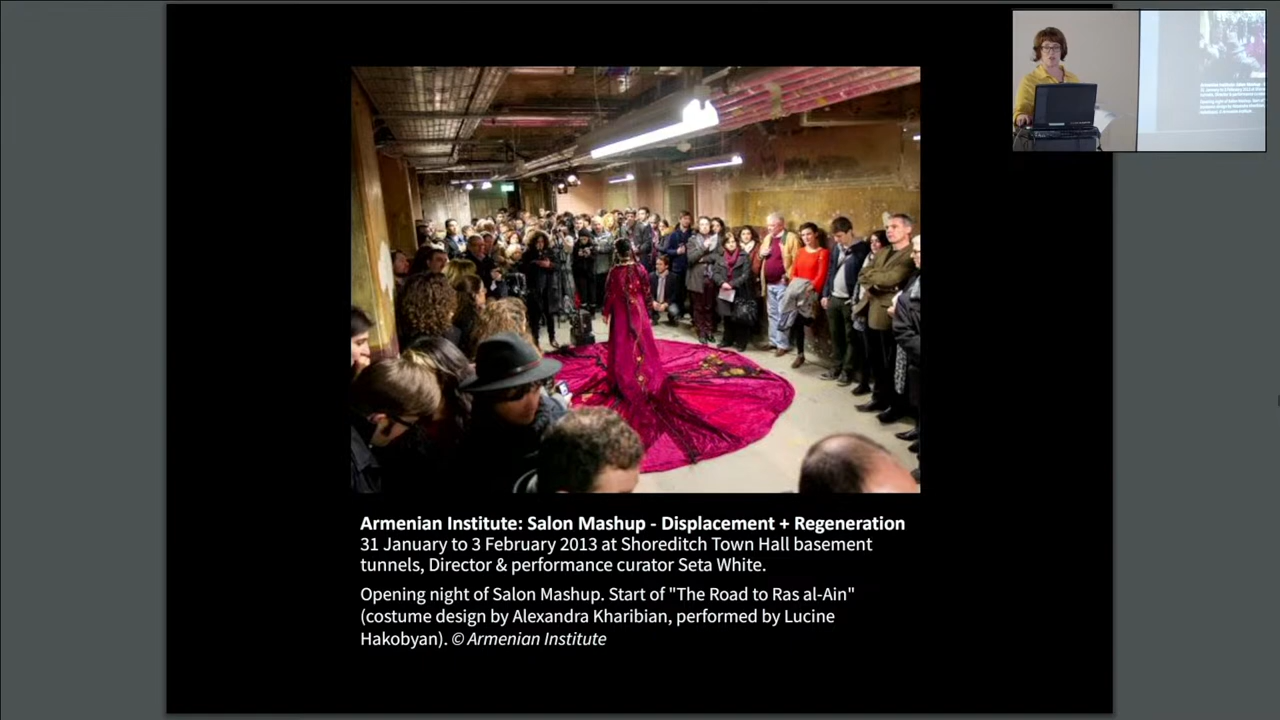 Armenian Institute: Salon Mashup - Displacement + Regeneration
31 January to 3 February 2013 at Shoreditch Town Hall basement
tunnels, Director & performance curator Seta White.
Opening night of Salon Mashup. Start of "The Road to Ras al-Ain"
(costume design by Alexandra Kharibian, performed by Lucine
Hakobyan). © Armenian Institute